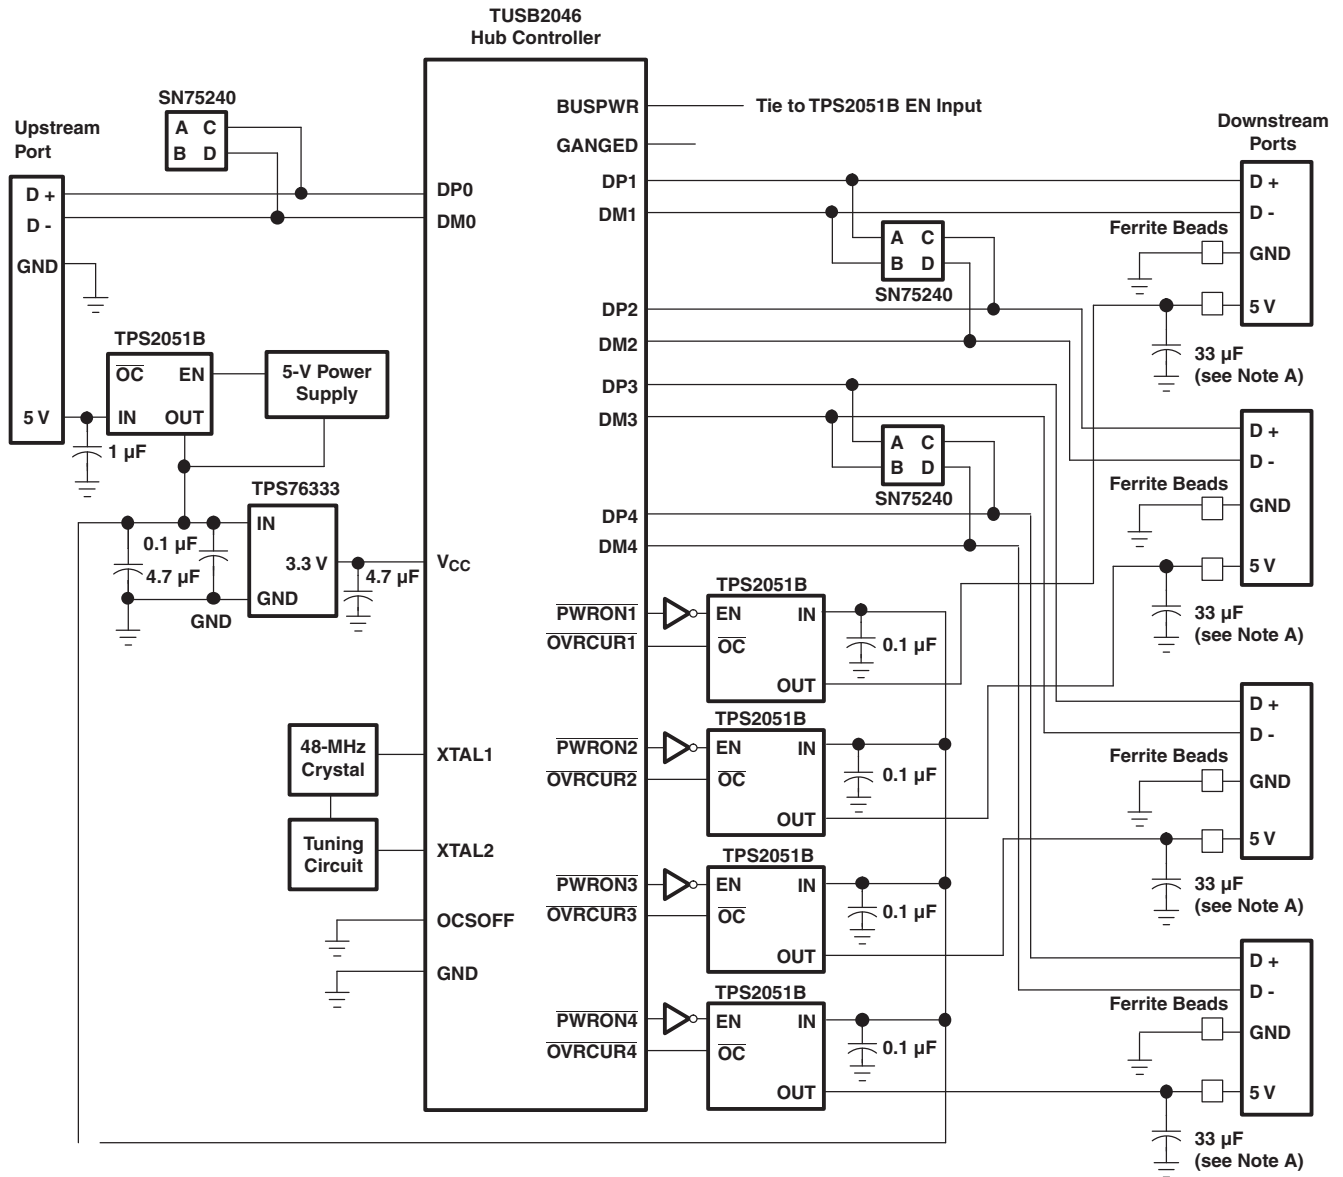 TUSB2046
Hub Controller
SN75240
A C
B D
Upstream
Port
D +
D -
GND
5 V
DP0
DM0
BUSPWR
Tie to TPS2051B EN Input
GANGED
Downstream
Ports
DP1
DM1
D +
D -
Ferrite Beads
GND
5 V
33 µF
(see Note A)
A C
B D
SN75240
DP2
DM2
DP3
DM3
A C
B D
SN75240
DP4
DM4
D +
D -
Ferrite Beads
GND
5 V
33 µF
(see Note A)
TPS2051B
OC EN
IN OUT
5-V Power
Supply
1 µF
TPS76333
IN
3.3 V
GND
0.1 µF
4.7 µF
GND
4.7 µF
VCC
TPS2051B
PWRON1
EN IN
OVRCUR1
OC
OUT
0.1 µF
TPS2051B
PWRON2
EN IN
OVRCUR2
OC
OUT
0.1 µF
D +
D -
Ferrite Beads
GND
5 V
33 µF
(see Note A)
48-MHz
Crystal
XTAL1
Tuning
Circuit
XTAL2
OCSOFF
GND
TPS2051B
PWRON3
EN IN
OVRCUR3
OC
OUT
0.1 µF
TPS2051B
PWRON4
EN IN
OVRCUR4
OC
OUT
0.1 µF
D +
D -
Ferrite Beads
GND
5 V
33 µF
(see Note A)